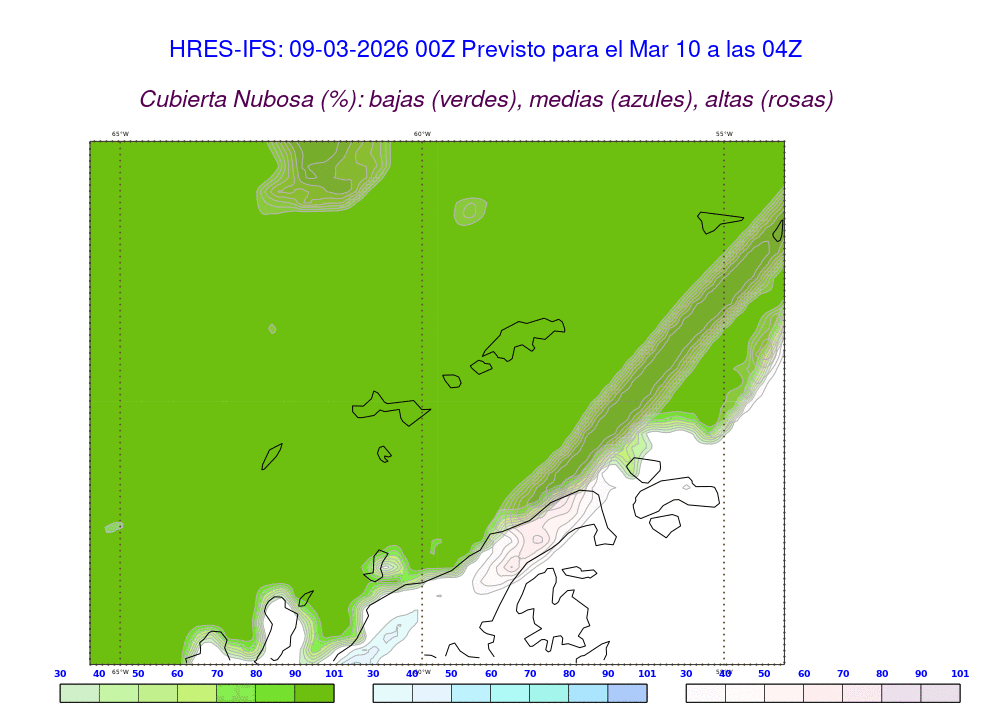 HRES-IFS: 09-03-2026 00Z Previsto para el Mar 10 a las 04Z
Cubierta Nubosa (%): bajas (verdes), medias (azules), altas (rosas)
65°W 60°W 55°W
65°W
30 40 50 60 70 80 90 101 30 40 50 60 70 80 90 101 30 40 50 60 70 80 90 101